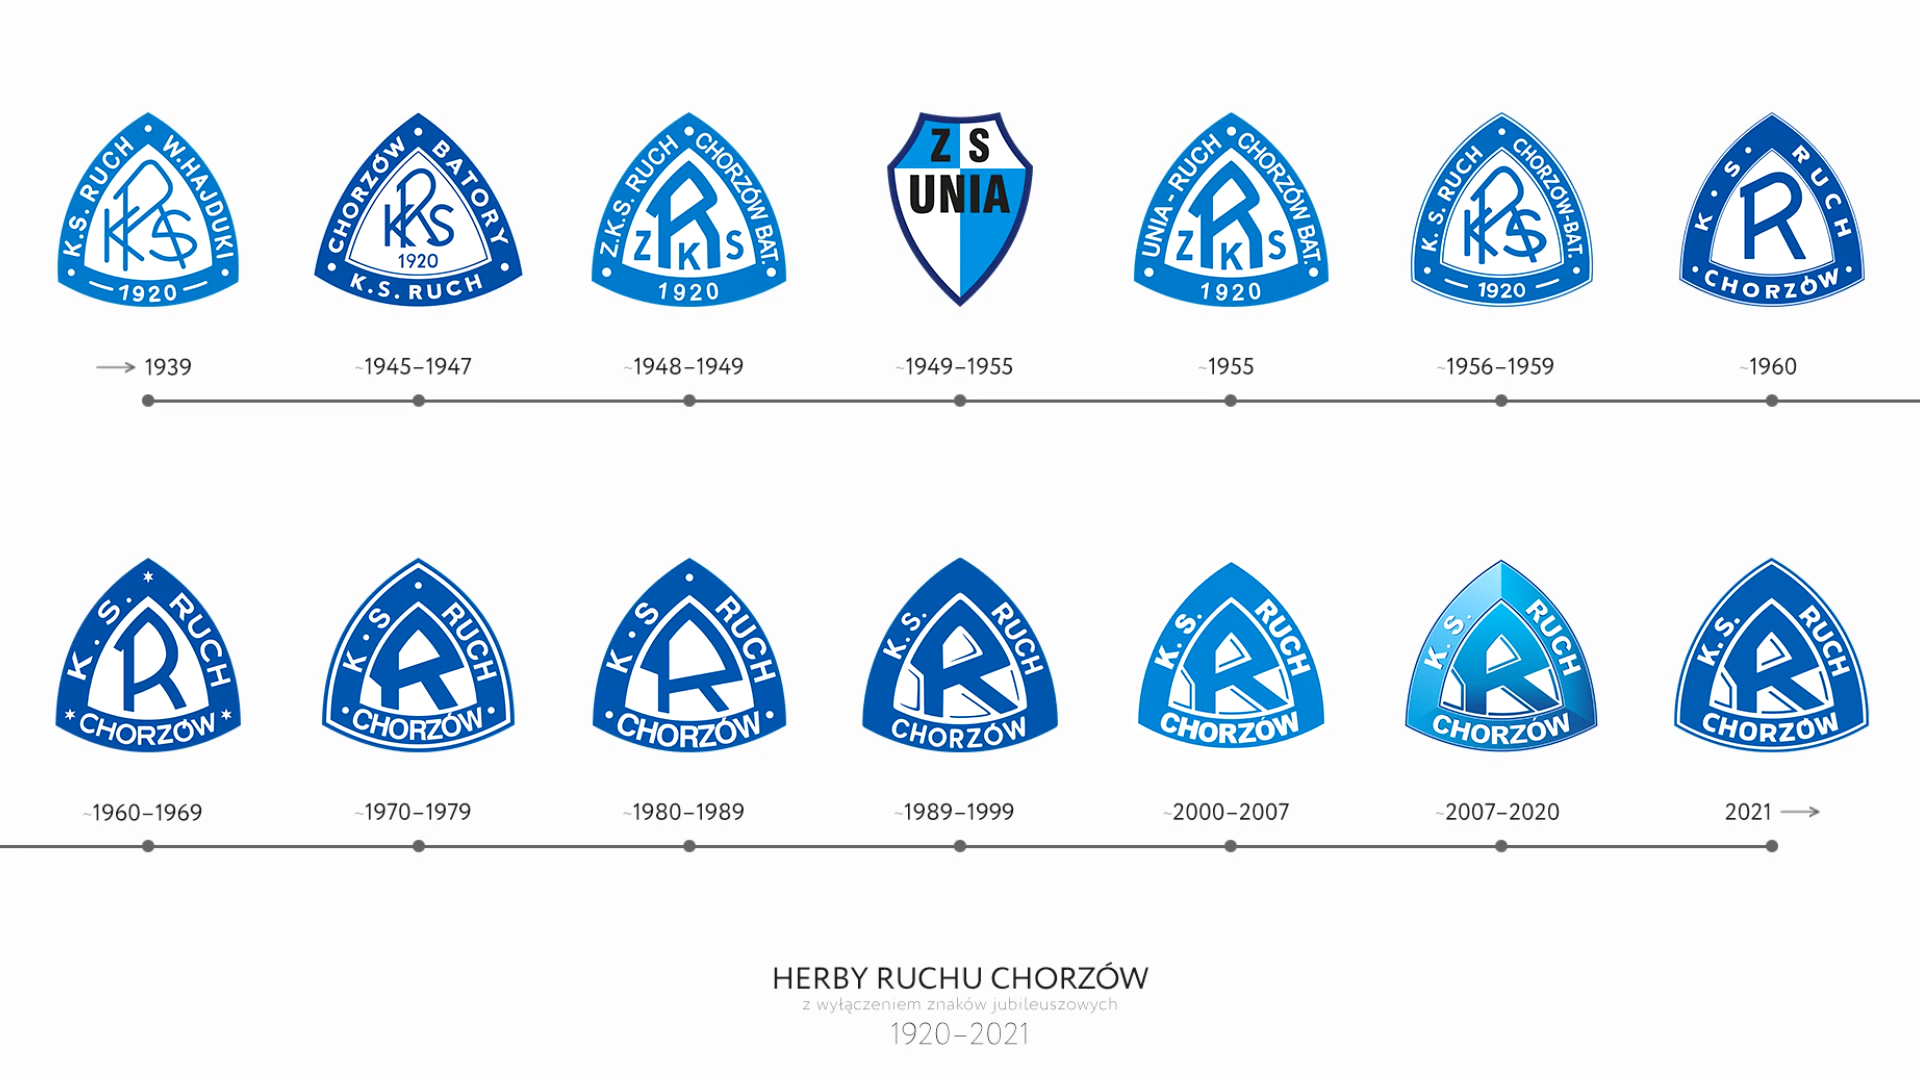 K.S. RUCH W.HAJDUKI
KRS
— 1920 —
CHORZÓW BATORY
KRS
1920
K.S. RUCH
Z.K.S. RUCH CHORZÓW BAT.
R
Z K S
1920
Z S
UNIA
UNIA - RUCH CHORZÓW BAT.
R
Z K S
1920
K. S. RUCH CHORZÓW-BAT.
KRS
— 1920 —
K · S · RUCH
R
CHORZÓW
→ 1939
~1945–1947
~1948–1949
~1949–1955
~1955
~1956–1959
~1960
K . S . RUCH
R
CHORZÓW
K · S RUCH
R
CHORZÓW
K · S RUCH
R
CHORZÓW
K.S. RUCH
R
CHORZÓW
K. S. RUCH
R
CHORZÓW
K. S. RUCH
R
CHORZÓW
K.S. RUCH
R
CHORZÓW
~1960–1969
~1970–1979
~1980–1989
~1989–1999
~2000–2007
~2007–2020
2021 →
HERBY RUCHU CHORZÓW
z wyłączeniem znaków jubileuszowych
1920–2021